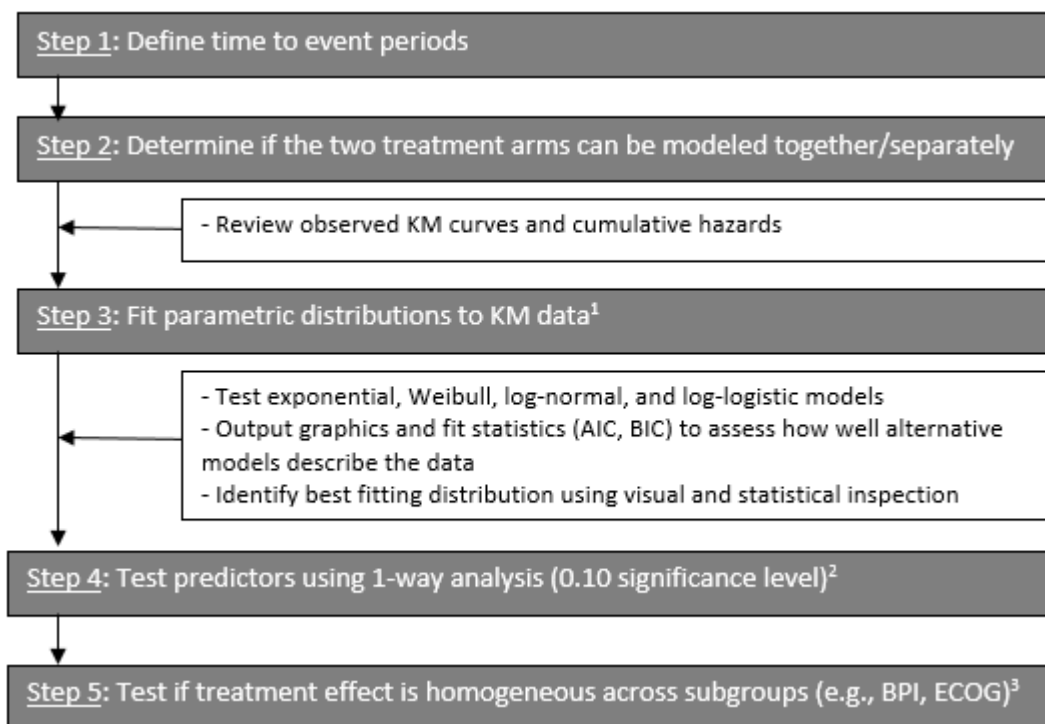 Step 1: Define time to event periods
Step 2: Determine if the two treatment arms can be modeled together/separately
- Review observed KM curves and cumulative hazards
Step 3: Fit parametric distributions to KM data¹
- Test exponential, Weibull, log-normal, and log-logistic models
- Output graphics and fit statistics (AIC, BIC) to assess how well alternative
models describe the data
- Identify best fitting distribution using visual and statistical inspection
Step 4: Test predictors using 1-way analysis (0.10 significance level)²
Step 5: Test if treatment effect is homogeneous across subgroups (e.g., BPI, ECOG)³